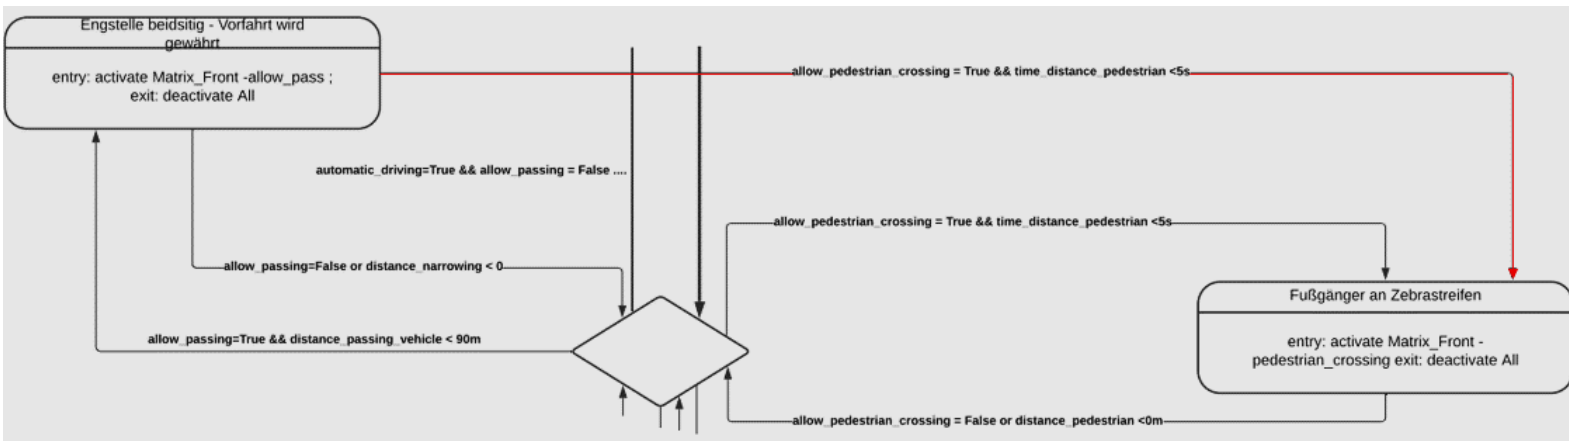 Engstelle beidsitig - Vorfahrt wird
gewährt
entry: activate Matrix_Front -allow_pass ;
exit: deactivate All
allow_pedestrian_crossing = True && time_distance_pedestrian <5s
automatic_driving=True && allow_passing = False ....
allow_pedestrian_crossing = True && time_distance_pedestrian <5s
allow_passing=False or distance_narrowing < 0
Fußgänger an Zebrastreifen
allow_passing=True && distance_passing_vehicle < 90m
entry: activate Matrix_Front -
pedestrian_crossing exit: deactivate All
allow_pedestrian_crossing = False or distance_pedestrian <0m